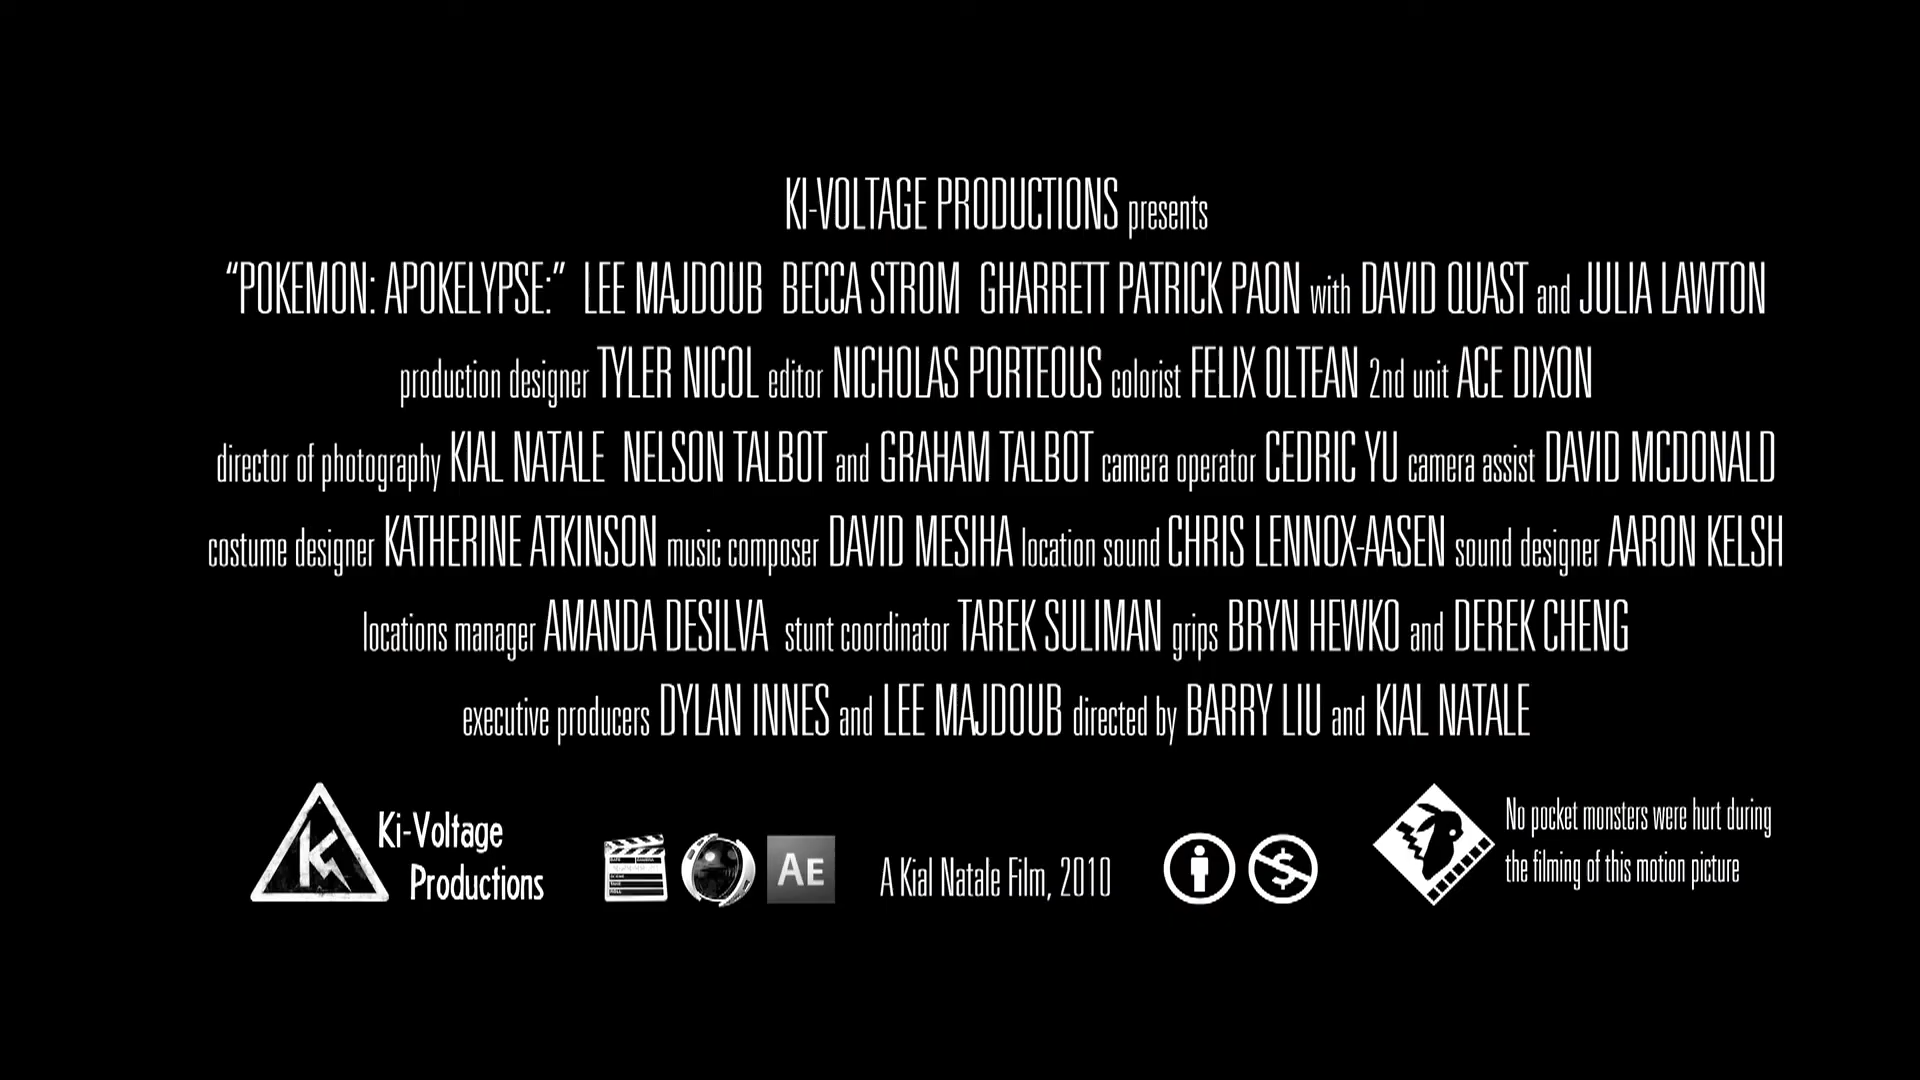 KI-VOLTAGE PRODUCTIONS presents
“POKEMON: APOKELYPSE:” LEE MAJDOUB BECCA STROM GHARRETT PATRICK PAON with DAVID QUAST and JULIA LAWTON
production designer TYLER NICOL editor NICHOLAS PORTEOUS colorist FELIX OLTEAN 2nd unit ACE DIXON
director of photography KIAL NATALE NELSON TALBOT and GRAHAM TALBOT camera operator CEDRIC YU camera assist DAVID MCDONALD
costume designer KATHERINE ATKINSON music composer DAVID MESIHA location sound CHRIS LENNOX-AASEN sound designer AARON KELSH
locations manager AMANDA DESILVA stunt coordinator TAREK SULIMAN grips BRYN HEWKO and DEREK CHENG
executive producers DYLAN INNES and LEE MAJDOUB directed by BARRY LIU and KIAL NATALE
Ki-Voltage
Productions
AE
A Kial Natale Film, 2010
$
No pocket monsters were hurt during
the filming of this motion picture